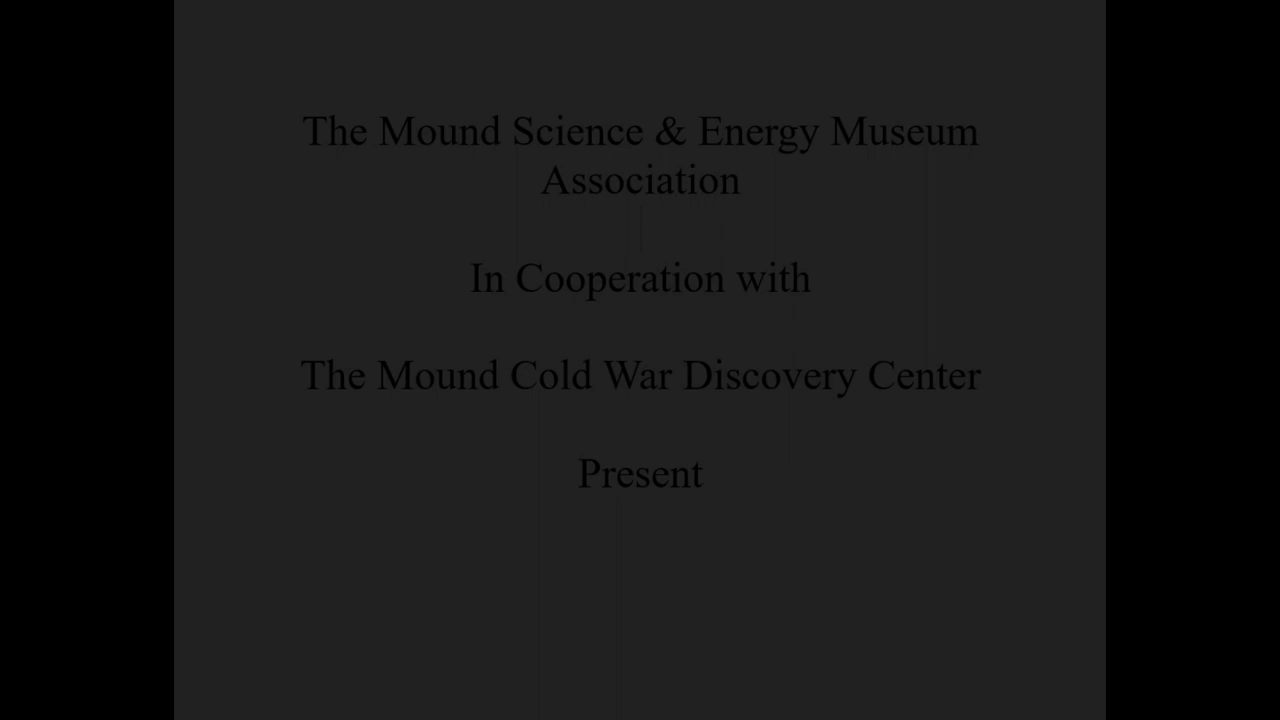 The Mound Science & Energy Museum
Association
In Cooperation with
The Mound Cold War Discovery Center
Present